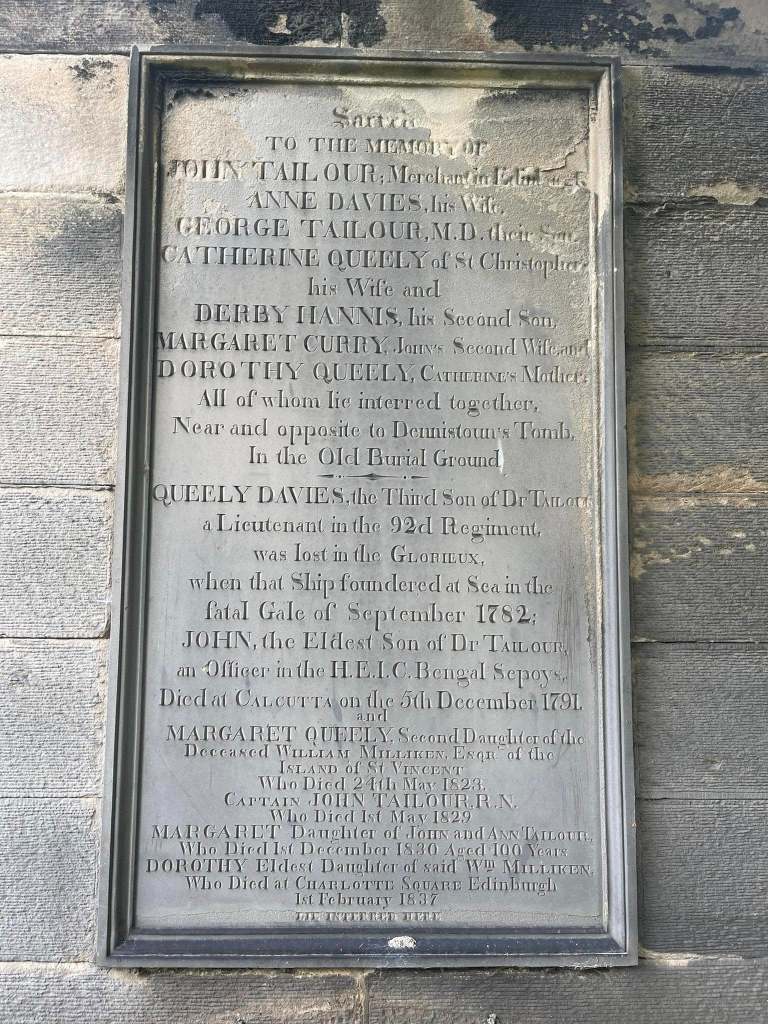 Sacred
TO THE MEMORY OF
JOHN TAILOUR, Merchant in Edinburgh,
ANNE DAVIES, his Wife,
GEORGE TAILOUR, M.D. their Son,
CATHERINE QUEELY of St Christophers
his Wife and
DERBY HANNIS, his Second Son,
MARGARET CURRY, JOHN'S Second Wife, and
DOROTHY QUEELY, CATHERINE'S Mother;
All of whom lie interred together,
Near and opposite to Dennistoun's Tomb,
In the Old Burial Ground
QUEELY DAVIES, the Third Son of Dr TAILOUR
a Lieutenant in the 92d Regiment,
was lost in the GLORIEUX,
when that Ship foundered at Sea in the
fatal Gale of September 1782;
JOHN, the Eldest Son of Dr TAILOUR,
an Officer in the H.E.I.C. Bengal Sepoys,
Died at CALCUTTA on the 5th December 1791.
and
MARGARET QUEELY, Second Daughter of the
Deceased WILLIAM MILLIKEN, ESQR. of the
ISLAND of ST VINCENT
Who Died 24th May 1823.
CAPTAIN JOHN TAILOUR, R.N.
Who Died 1st May 1829
MARGARET Daughter of JOHN and ANN TAILOUR,
Who Died 1st December 1830 Aged 100 Years
DOROTHY Eldest Daughter of said Wm MILLIKEN,
Who Died at CHARLOTTE SQUARE Edinburgh
1st February 1837
LIE INTERRED HERE